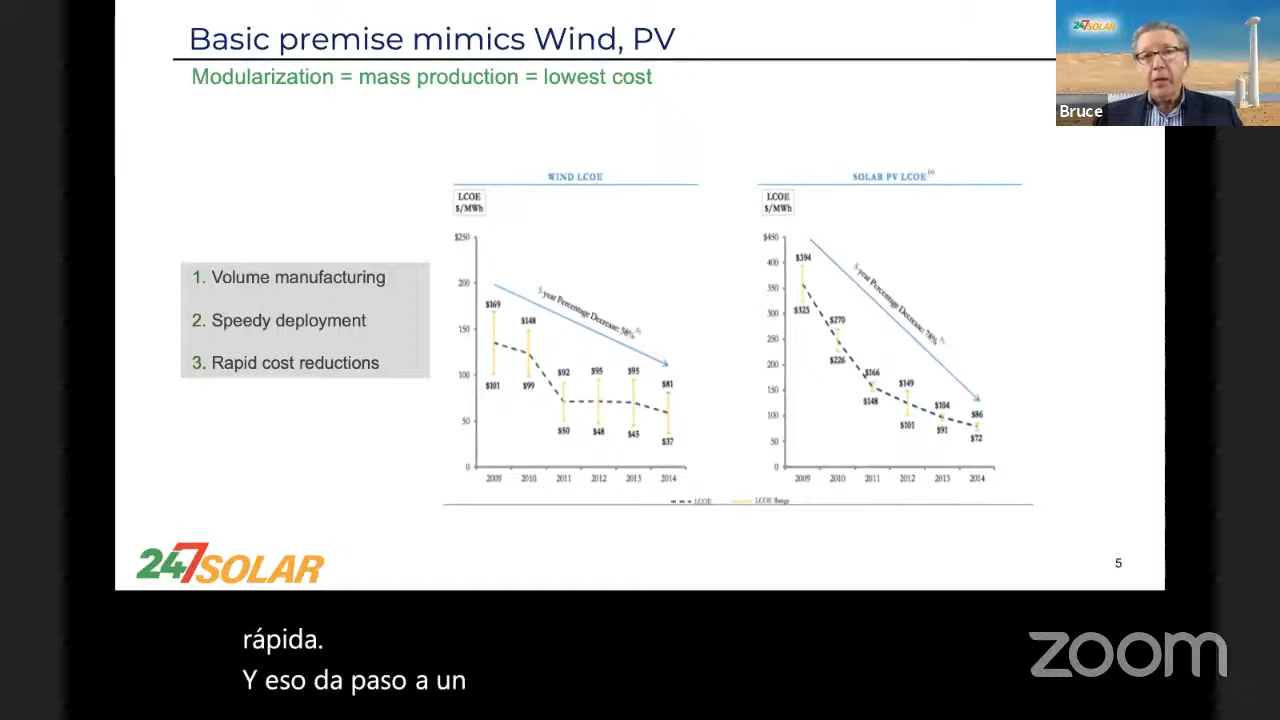 Basic premise mimics Wind, PV
Modularization = mass production = lowest cost
247SOLAR
Bruce
1. Volume manufacturing
2. Speedy deployment
3. Rapid cost reductions
WIND LCOE
LCOE
$/MWh
$250
200
150
100
50
0
$169
$101
$148
$99
$92
$50
$95
$48
$95
$45
$81
$37
5-year Percentage Decrease: 58%
2009 2010 2011 2012 2013 2014
SOLAR PV LCOE
LCOE
$/MWh
$450
400
350
300
250
200
150
100
50
0
$394
$323
$270
$226
$166
$148
$149
$101
$104
$91
$86
$72
5-year Percentage Decrease: 78%
2009 2010 2011 2012 2013 2014
LCOE LCOE Range
247SOLAR
5
rápida.
Y eso da paso a un
zoom